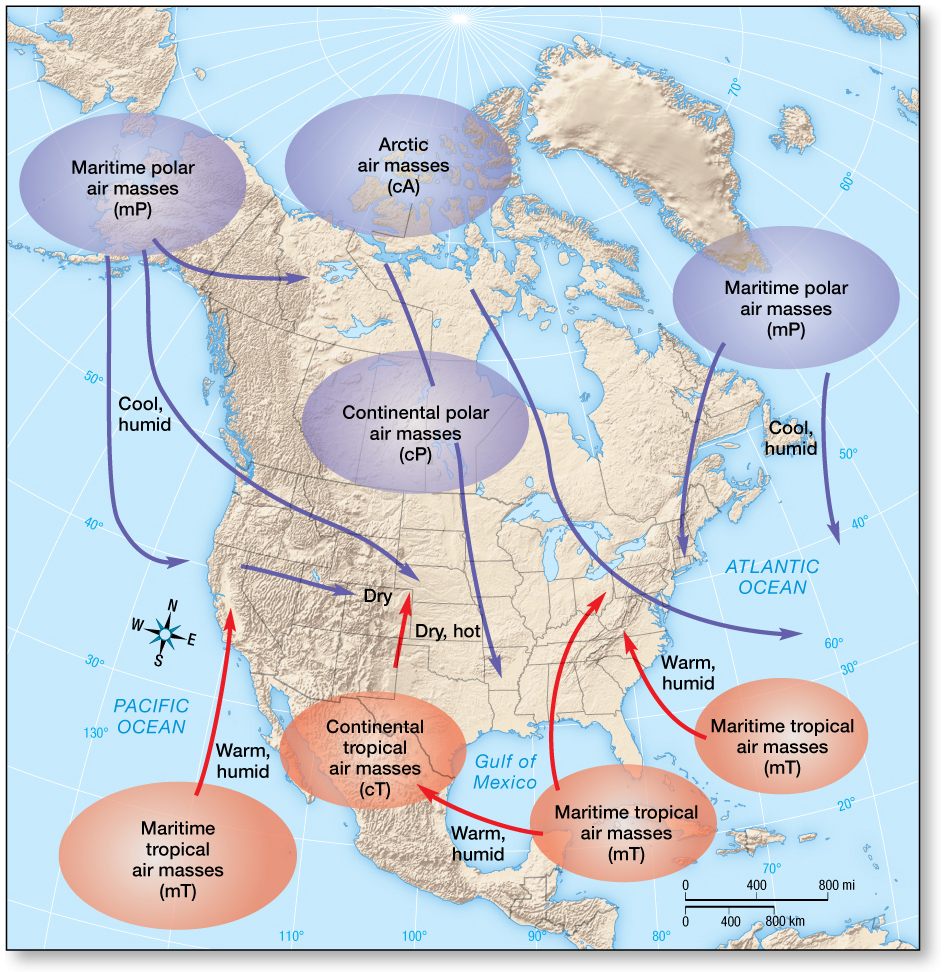 70°
60°
Maritime polar
air masses
(mP)
Arctic
air masses
(cA)
Maritime polar
air masses
(mP)
50°
Cool,
humid
Continental polar
air masses
(cP)
Cool,
humid
50°
40°
40°
ATLANTIC
OCEAN
Dry
N
W
E
S
Dry, hot
60°
30°
30°
Warm,
humid
PACIFIC
OCEAN
130°
Warm,
humid
Continental
tropical
air masses
(cT)
Gulf of
Mexico
Maritime tropical
air masses
(mT)
20°
Maritime
tropical
air masses
(mT)
Warm,
humid
Maritime tropical
air masses
(mT)
70°
0 400 800 mi
0 400 800 km
110°
100°
90°
80°